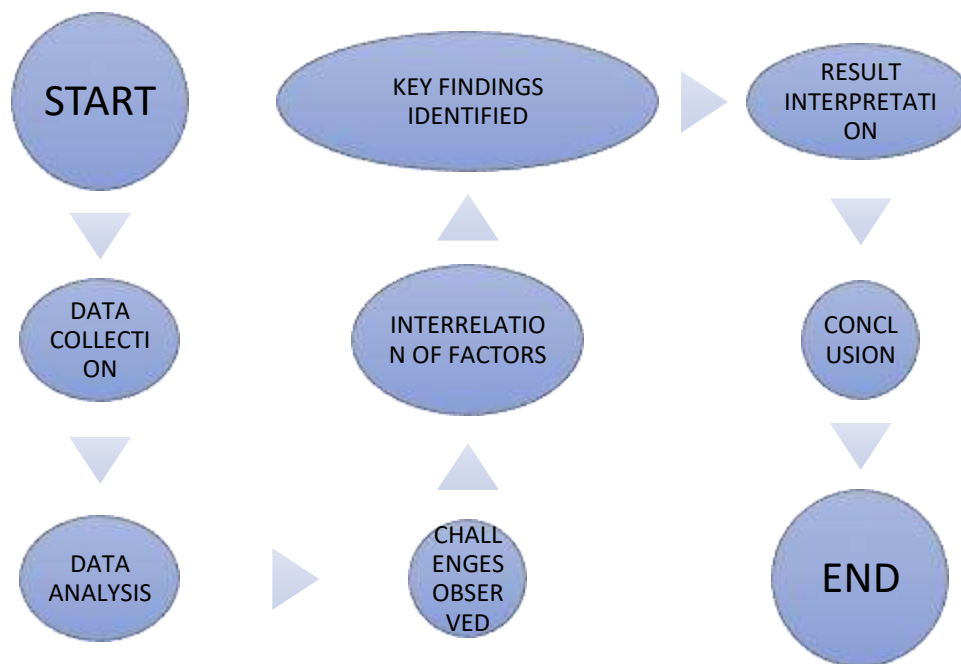 START
DATA
COLLECTI
ON
DATA
ANALYSIS
CHALL
ENGES
OBSER
VED
INTERRELATIO
N OF FACTORS
KEY FINDINGS
IDENTIFIED
RESULT
INTERPRETATI
ON
CONCL
USION
END